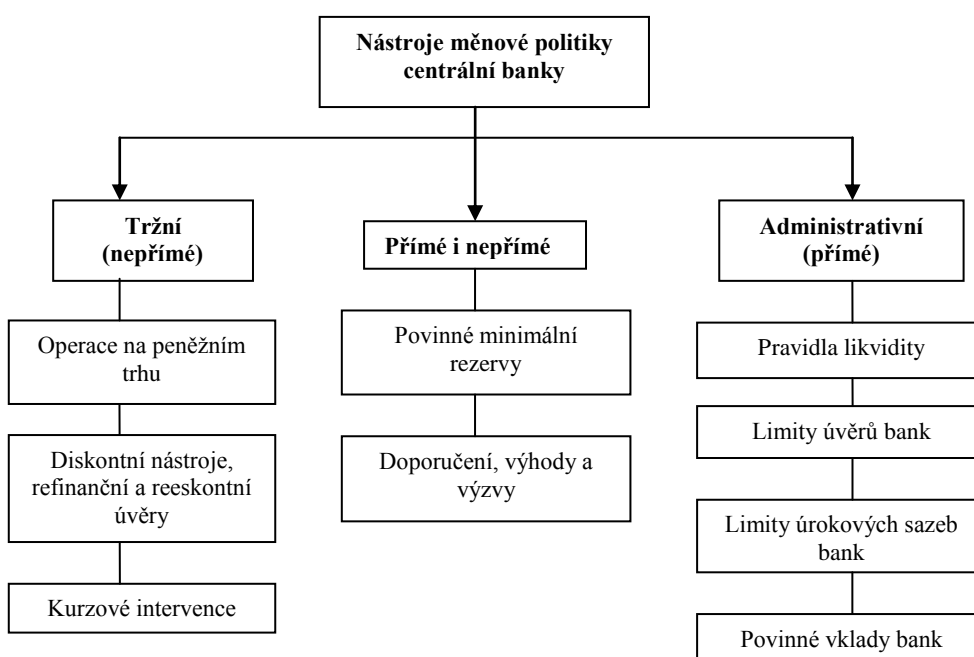 Nástroje měnové politiky
centrální banky
Tržní
(nepřímé)
Operace na peněžním
trhu
Diskontní nástroje,
refinanční a reeskontní
úvěry
Kurzové intervence
Přímé i nepřímé
Povinné minimální
rezervy
Doporučení, výhody a
výzvy
Administrativní
(přímé)
Pravidla likvidity
Limity úvěrů bank
Limity úrokových sazeb
bank
Povinné vklady bank